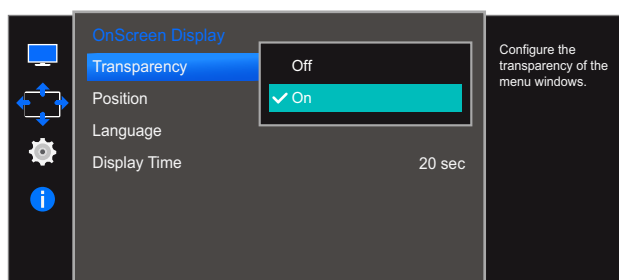 OnScreen Display
Transparency
Off
On
Position
Language
Display Time 20 sec
Configure the
transparency of the
menu windows.